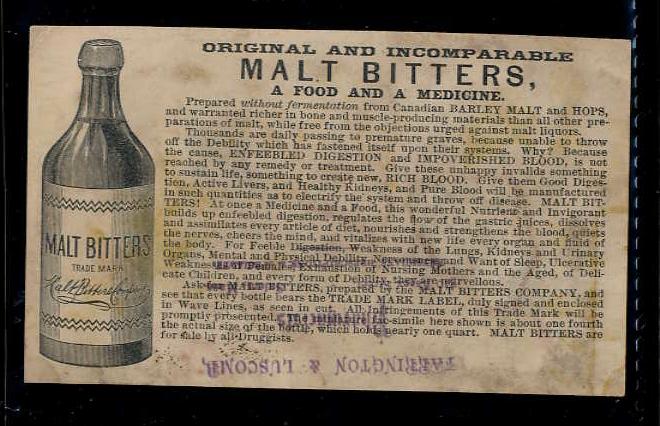 ORIGINAL AND INCOMPARABLE
MALT BITTERS,
A FOOD AND A MEDICINE.
Prepared without fermentation from Canadian BARLEY MALT and HOPS,
and warranted richer in bone and muscle-producing materials than all other pre-
parations of malt, while free from the objections urged against malt liquors.
Thousands are daily passing to premature graves, because unable to throw
off the Debility which has fastened itself upon their systems. Why? Because
the cause, ENFEEBLED DIGESTION and IMPOVERISHED BLOOD, is not
reached by any remedy or treatment. Give these unhappy invalids something
to sustain life, something to create new, RICH BLOOD. Give them Good Diges-
tion, Active Livers, and Healthy Kidneys, and Pure Blood will be manufactured
in such quantities as to electrify the system and throw off disease. MALT BIT-
TERS! At once a Medicine and a Food, this wonderful Nutrient and Invigorant
builds up enfeebled digestion, regulates the flow of the gastric juices, dissolves
and assimilates every article of diet, nourishes and strengthens the blood, quiets
the nerves, cheers the mind, and vitalizes with new life every organ and fluid of
the body. For Feeble Digestion, Weakness of the Lungs, Kidneys and Urinary
Organs, Mental and Physical Debility, Nervousness, Want of Sleep, Ulcerative
Weakness of Females, Exhaustion of Nursing Mothers and the Aged, of Deli-
cate Children, and every form of Debility, they are marvellous.
Ask for MALT BITTERS, prepared by the MALT BITTERS COMPANY, and
see that every bottle bears the TRADE MARK LABEL, duly signed and enclosed
in Wave Lines, as seen in cut. All Infringements of this Trade Mark will be
promptly prosecuted. The miniature fac-simile here shown is about one fourth
the actual size of the bottle, which holds nearly one quart. MALT BITTERS are
for sale by all Druggists.
MALT BITTERS
TRADE MARK
Malt Bitters Company
FARRINGTON & LUSCOMB,